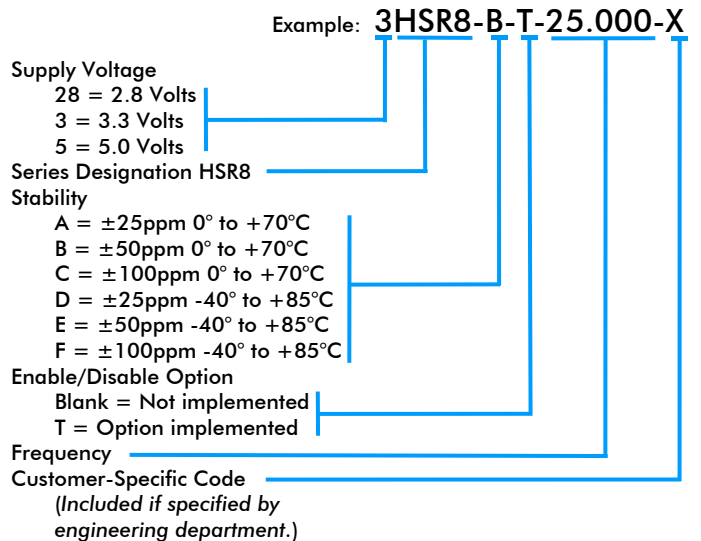 Example: 3HSR8-B-T-25.000-X
Supply Voltage
28 = 2.8 Volts
3 = 3.3 Volts
5 = 5.0 Volts
Series Designation HSR8
Stability
A = ±25ppm 0° to +70°C
B = ±50ppm 0° to +70°C
C = ±100ppm 0° to +70°C
D = ±25ppm -40° to +85°C
E = ±50ppm -40° to +85°C
F = ±100ppm -40° to +85°C
Enable/Disable Option
Blank = Not implemented
T = Option implemented
Frequency
Customer-Specific Code
(Included if specified by
engineering department.)